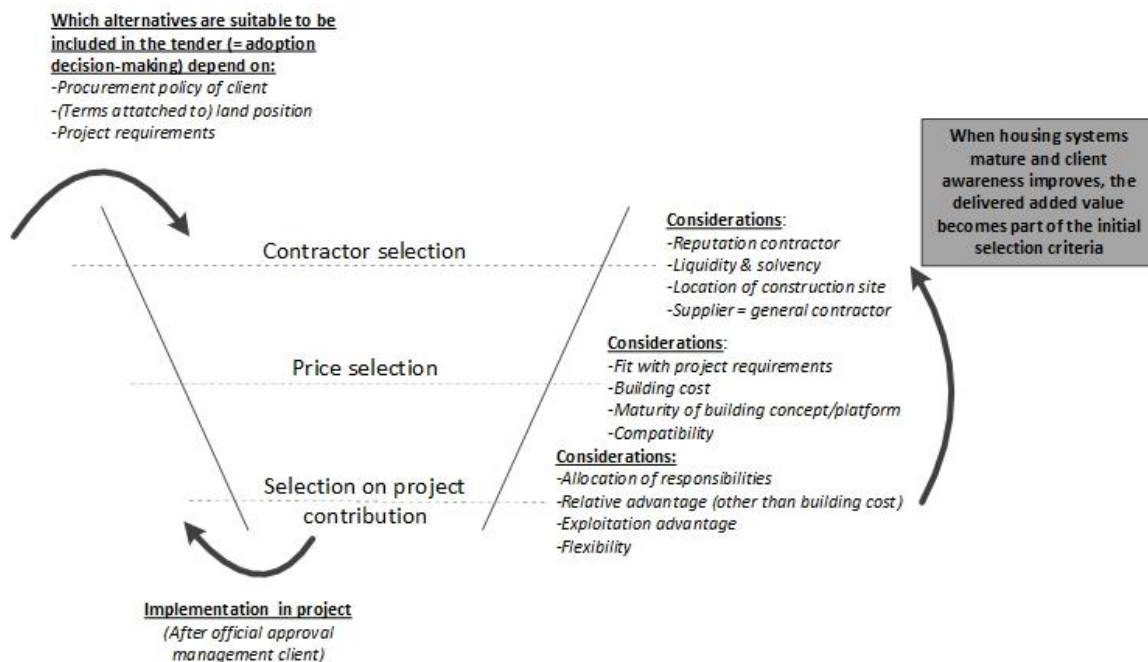 Which alternatives are suitable to be
included in the tender (= adoption
decision-making) depend on:
-Procurement policy of client
-(Terms attatched to) land position
-Project requirements
When housing systems
mature and client
awareness improves, the
delivered added value
becomes part of the initial
selection criteria
Contractor selection
Considerations:
-Reputation contractor
-Liquidity & solvency
-Location of construction site
-Supplier = general contractor
Price selection
Considerations:
-Fit with project requirements
-Building cost
-Maturity of building concept/platform
-Compatibility
Selection on project
contribution
Considerations:
-Allocation of responsibilities
-Relative advantage (other than building cost)
-Exploitation advantage
-Flexibility
Implementation in project
(After official approval
management client)